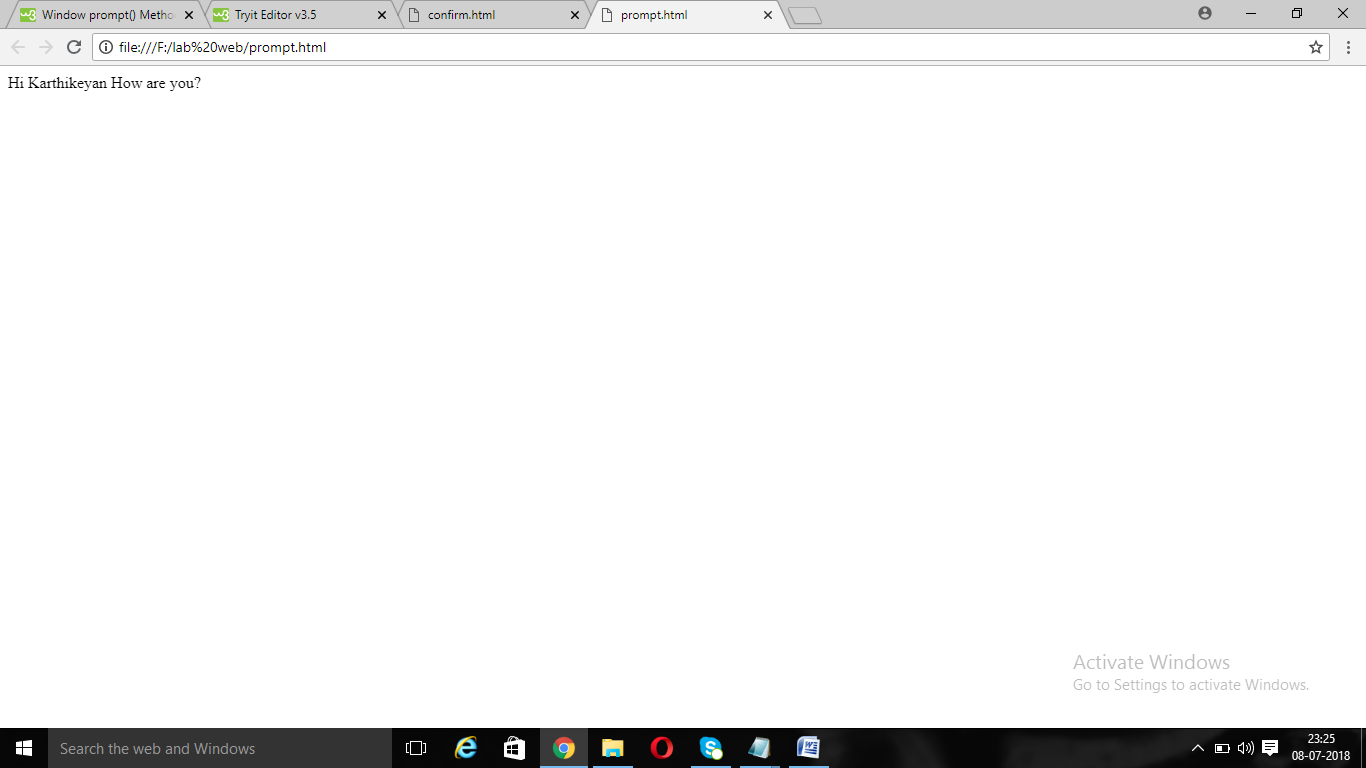 Window prompt() Metho
Tryit Editor v3.5
confirm.html
prompt.html
file:///F:/lab%20web/prompt.html
Hi Karthikeyan How are you?
Activate Windows
Go to Settings to activate Windows.
Search the web and Windows
23:25
08-07-2018